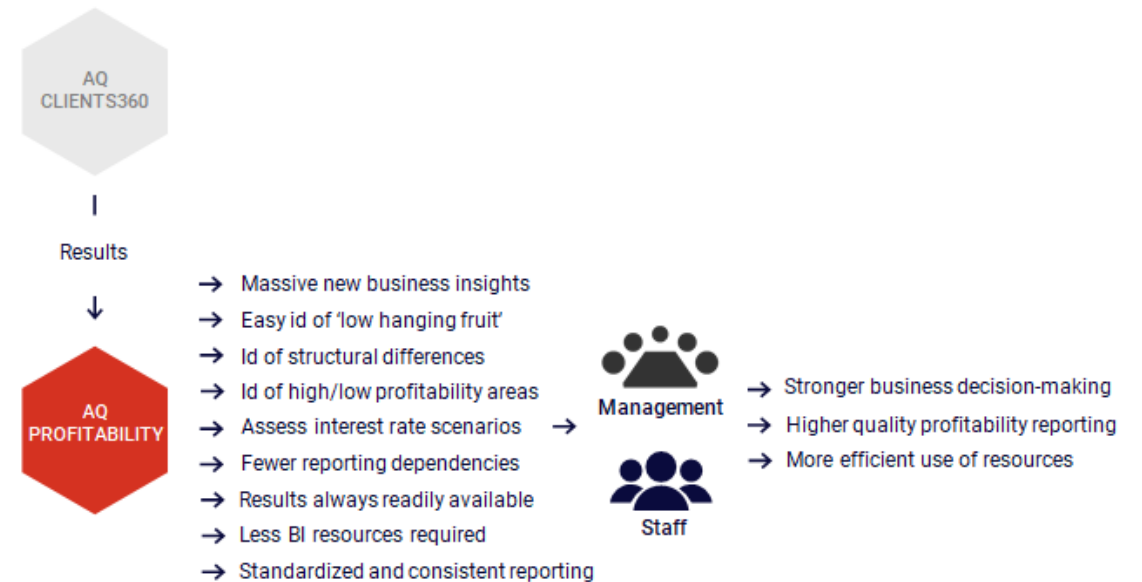 AQ
CLIENTS360
Results
AQ
PROFITABILITY
Massive new business insights
Easy id of ‘low hanging fruit’
Id of structural differences
Id of high/low profitability areas
Assess interest rate scenarios
Fewer reporting dependencies
Results always readily available
Less BI resources required
Standardized and consistent reporting
Management
Staff
Stronger business decision-making
Higher quality profitability reporting
More efficient use of resources